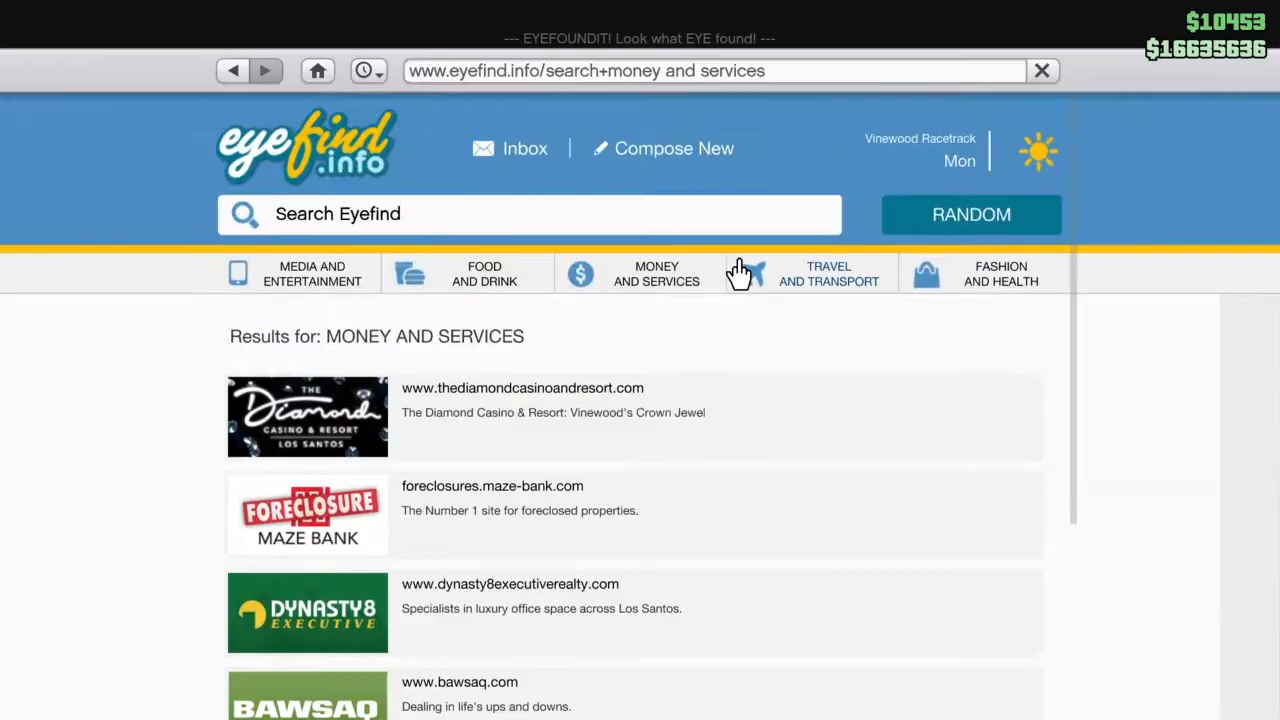 $10453
--- EYEFOUNDIT! Look what EYE found! ---
$16635636
www.eyefind.info/search+money and services
eyefind
.info
Inbox
Compose New
Vinewood Racetrack
Mon
Search Eyefind
RANDOM
MEDIA AND
ENTERTAINMENT
FOOD
AND DRINK
MONEY
AND SERVICES
TRAVEL
AND TRANSPORT
FASHION
AND HEALTH
Results for: MONEY AND SERVICES
THE
Diamond
CASINO & RESORT
LOS SANTOS
www.thediamondcasinoandresort.com
The Diamond Casino & Resort: Vinewood's Crown Jewel
FORECLOSURE
MAZE BANK
foreclosures.maze-bank.com
The Number 1 site for foreclosed properties.
DYNASTY8
EXECUTIVE
www.dynasty8executiverealty.com
Specialists in luxury office space across Los Santos.
BAWSAQ
www.bawsaq.com
Dealing in life's ups and downs.